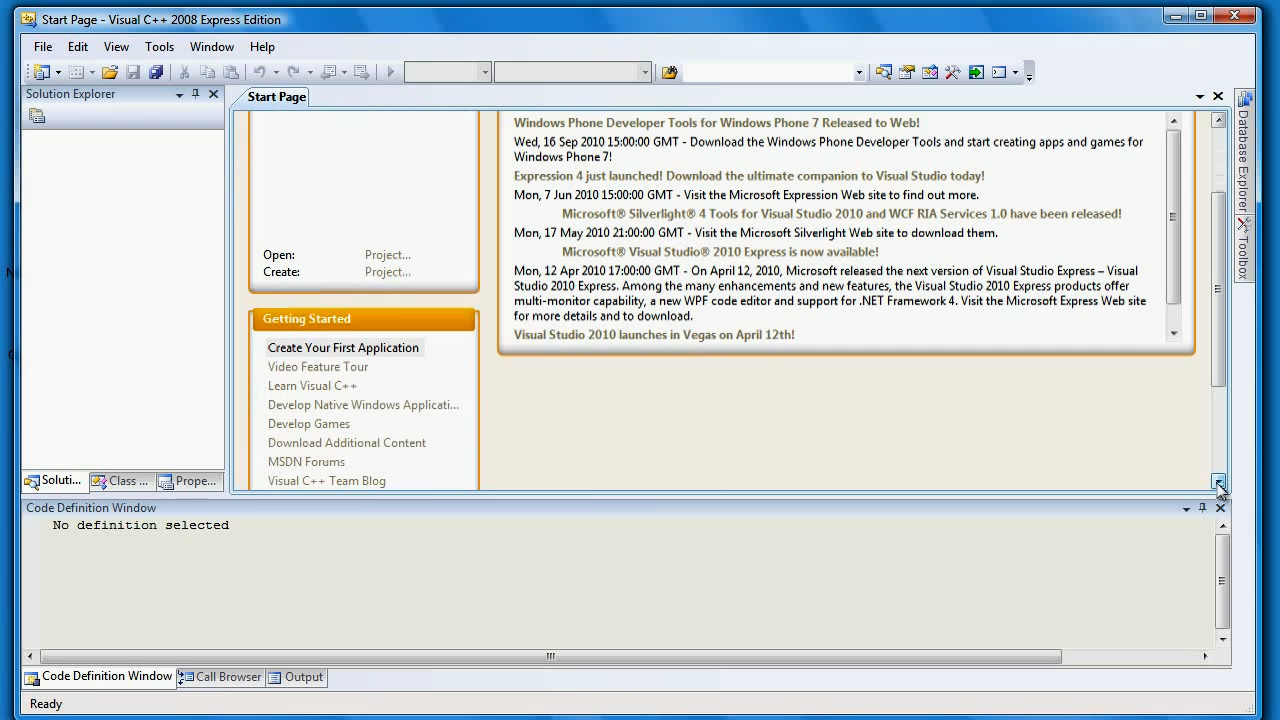 Start Page - Visual C++ 2008 Express Edition
File Edit View Tools Window Help
Solution Explorer
Start Page
Windows Phone Developer Tools for Windows Phone 7 Released to Web!
Wed, 16 Sep 2010 15:00:00 GMT - Download the Windows Phone Developer Tools and start creating apps and games for
Windows Phone 7!
Expression 4 just launched! Download the ultimate companion to Visual Studio today!
Mon, 7 Jun 2010 15:00:00 GMT - Visit the Microsoft Expression Web site to find out more.
Microsoft® Silverlight® 4 Tools for Visual Studio 2010 and WCF RIA Services 1.0 have been released!
Mon, 17 May 2010 21:00:00 GMT - Visit the Microsoft Silverlight Web site to download them.
Microsoft® Visual Studio® 2010 Express is now available!
Mon, 12 Apr 2010 17:00:00 GMT - On April 12, 2010, Microsoft released the next version of Visual Studio Express – Visual
Studio 2010 Express. Among the many enhancements and new features, the Visual Studio 2010 Express products offer
multi-monitor capability, a new WPF code editor and support for .NET Framework 4. Visit the Microsoft Express Web site
for more details and to download.
Visual Studio 2010 launches in Vegas on April 12th!
Open: Project...
Create: Project...
Getting Started
Create Your First Application
Video Feature Tour
Learn Visual C++
Develop Native Windows Applicati...
Develop Games
Download Additional Content
MSDN Forums
Visual C++ Team Blog
Database Explorer
Toolbox
Soluti... Class ... Prope...
Code Definition Window
No definition selected
Code Definition Window Call Browser Output
Ready